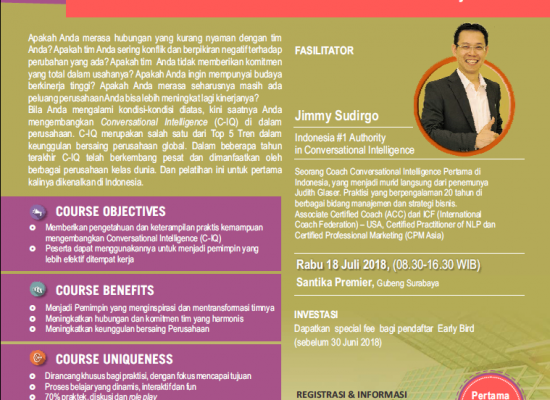 Apakah Anda merasa hubungan yang kurang nyaman dengan tim
Anda? Apakah tim Anda sering konflik dan berpikiran negatif terhadap
perubahan yang ada? Apakah tim Anda tidak memberikan komitmen
yang total dalam usahanya? Apakah Anda ingin mempunyai budaya
berkinerja tinggi? Apakah Anda merasa seharusnya masih ada
peluang perusahaan Anda bisa lebih meningkat lagi kinerjanya?
Bila Anda mengalami kondisi-kondisi diatas, kini saatnya Anda
mengembangkan Conversational Intelligence (C-IQ) di dalam
perusahaan. C-IQ merupakan salah satu dari Top 5 Tren dalam
keunggulan bersaing perusahaan global. Dalam beberapa tahun
terakhir C-IQ telah berkembang pesat dan dimanfaatkan oleh
berbagai perusahaan kelas dunia. Dan pelatihan ini untuk pertama
kalinya dikenalkan di Indonesia.
COURSE OBJECTIVES
Memberikan pengetahuan dan keterampilan praktis kemampuan
mengembangkan Conversational Intelligence (C-IQ)
Peserta dapat menggunakannya untuk menjadi pemimpin yang
lebih efektif ditempat kerja
COURSE BENEFITS
Menjadi Pemimpin yang menginspirasi dan mentransformasi timnya
Meningkatkan hubungan dan komitmen tim yang harmonis
Meningkatkan keunggulan bersaing Perusahaan
COURSE UNIQUENESS
Dirancang khusus bagi praktisi, dengan fokus mencapai tujuan
Proses belajar yang dinamis, interaktif dan fun
70% praktek, diskusi dan role play
FASILITATOR
Jimmy Sudirgo
Indonesia #1 Authority
in Conversational Intelligence
Seorang Coach Conversational Intelligence Pertama di
Indonesia, yang menjadi murid langsung dari penemunya
Judith Glaser. Praktisi yang berpengalaman 20 tahun di
berbagai bidang manajemen dan strategi bisnis.
Associate Certified Coach (ACC) dari ICF (International
Coach Federation) – USA, Certified Practitioner of NLP dan
Certified Professional Marketing (CPM Asia)
Rabu 18 Juli 2018, (08.30-16.30 WIB)
Santika Premier, Gubeng Surabaya
INVESTASI
Dapatkan special fee bagi pendaftar Early Bird
(sebelum 30 Juni 2018)
REGISTRASI & INFORMASI
Pertama